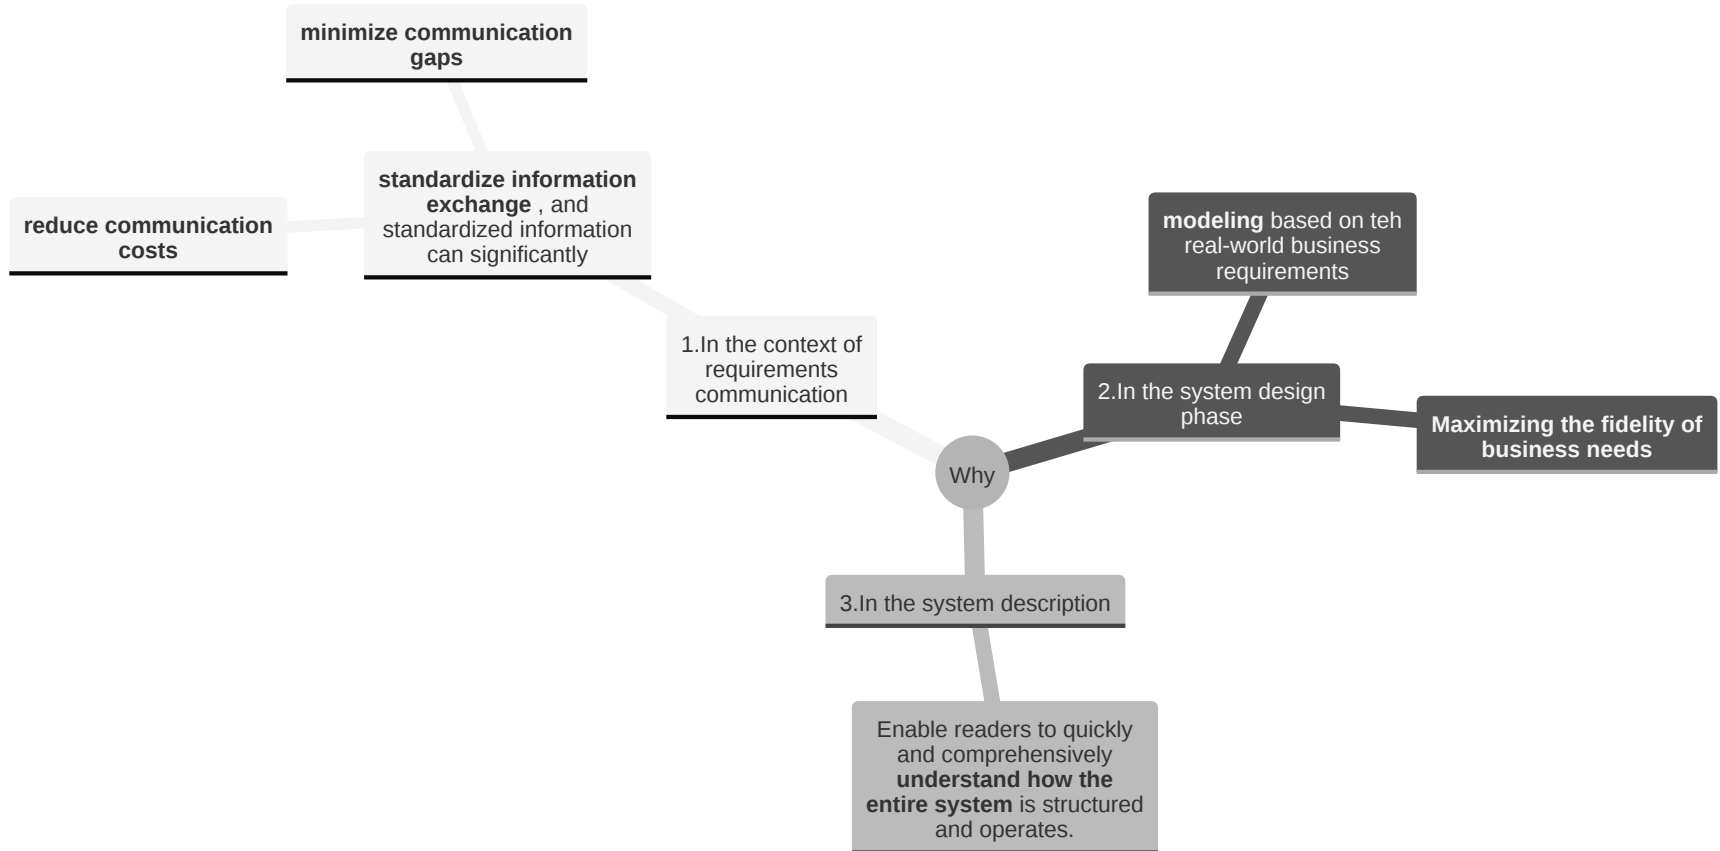 minimize communication
gaps
standardize information
exchange , and
standardized information
can significantly
reduce communication
costs
1.In the context of
requirements
communication
modeling based on teh
real-world business
requirements
2.In the system design
phase
Maximizing the fidelity of
business needs
Why
3.In the system description
Enable readers to quickly
and comprehensively
understand how the
entire system is structured
and operates.